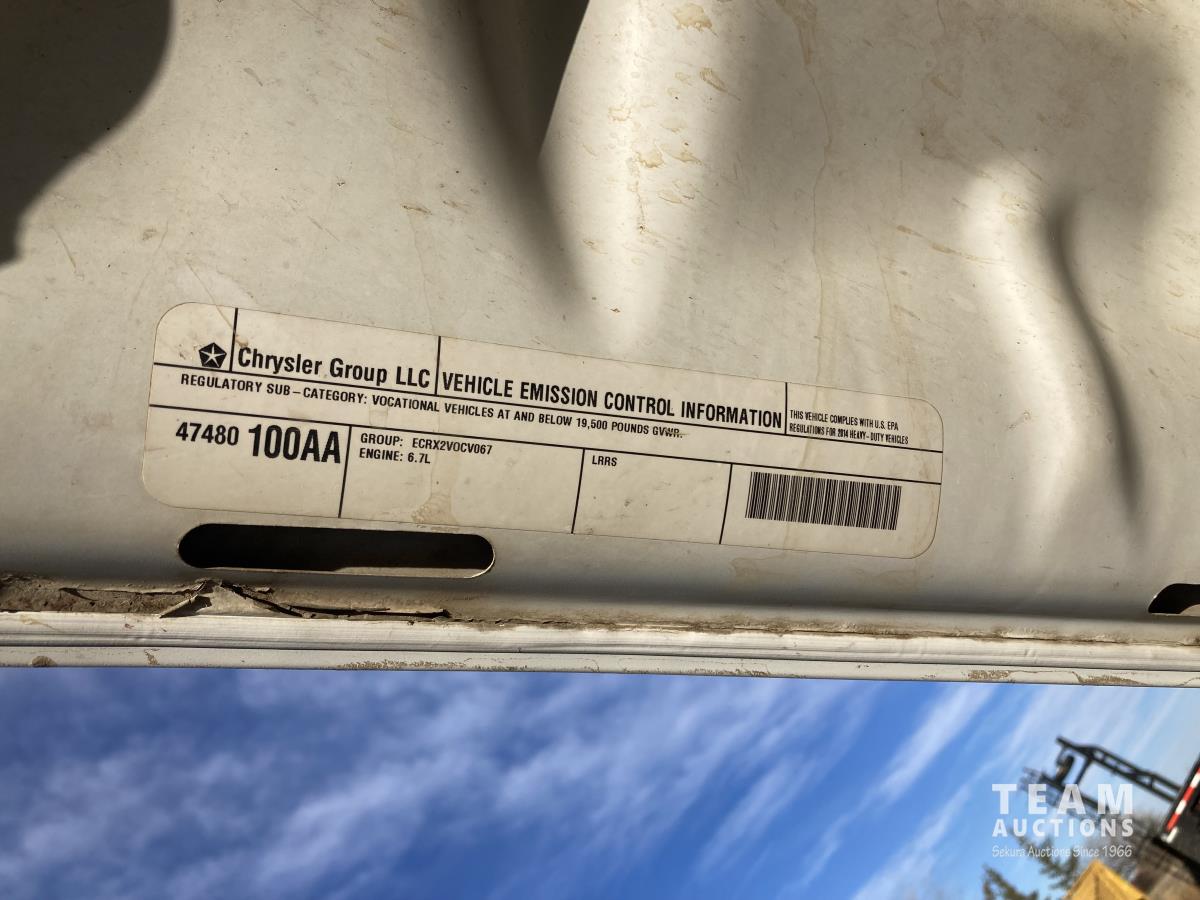 Chrysler Group LLC
VEHICLE EMISSION CONTROL INFORMATION
THIS VEHICLE COMPLIES WITH U.S. EPA
REGULATIONS FOR 2014 HEAVY-DUTY VEHICLES
REGULATORY SUB-CATEGORY: VOCATIONAL VEHICLES AT AND BELOW 19,500 POUNDS GVWR.
47480 100AA
GROUP: ECRX2VOCV067
ENGINE: 6.7L
LRRS
TEAM
AUCTIONS
Sekura Auctions Since 1966